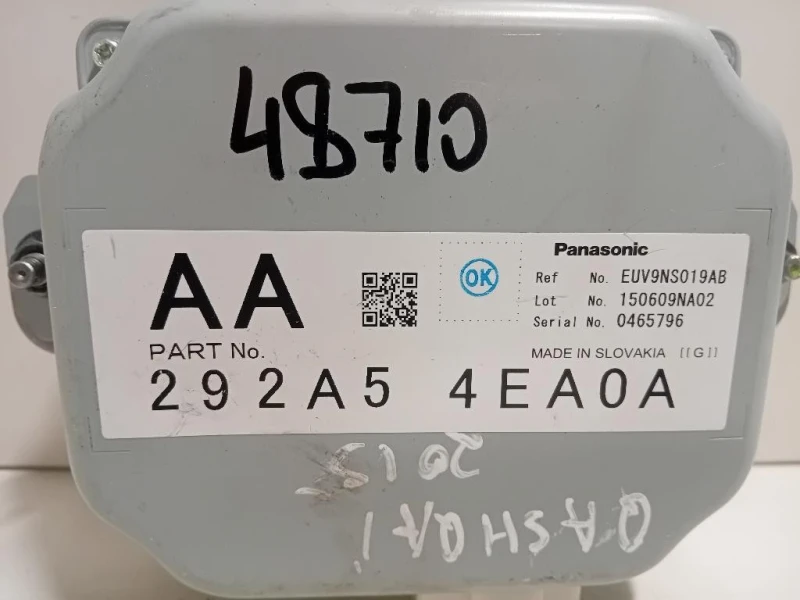 48710
AA
OK
Panasonic
Ref No. EUV9NS019AB
Lot No. 150609NA02
Serial No. 0465796
PART No.
MADE IN SLOVAKIA [[G]]
292A5 4EA0A
QASHQAI
2015